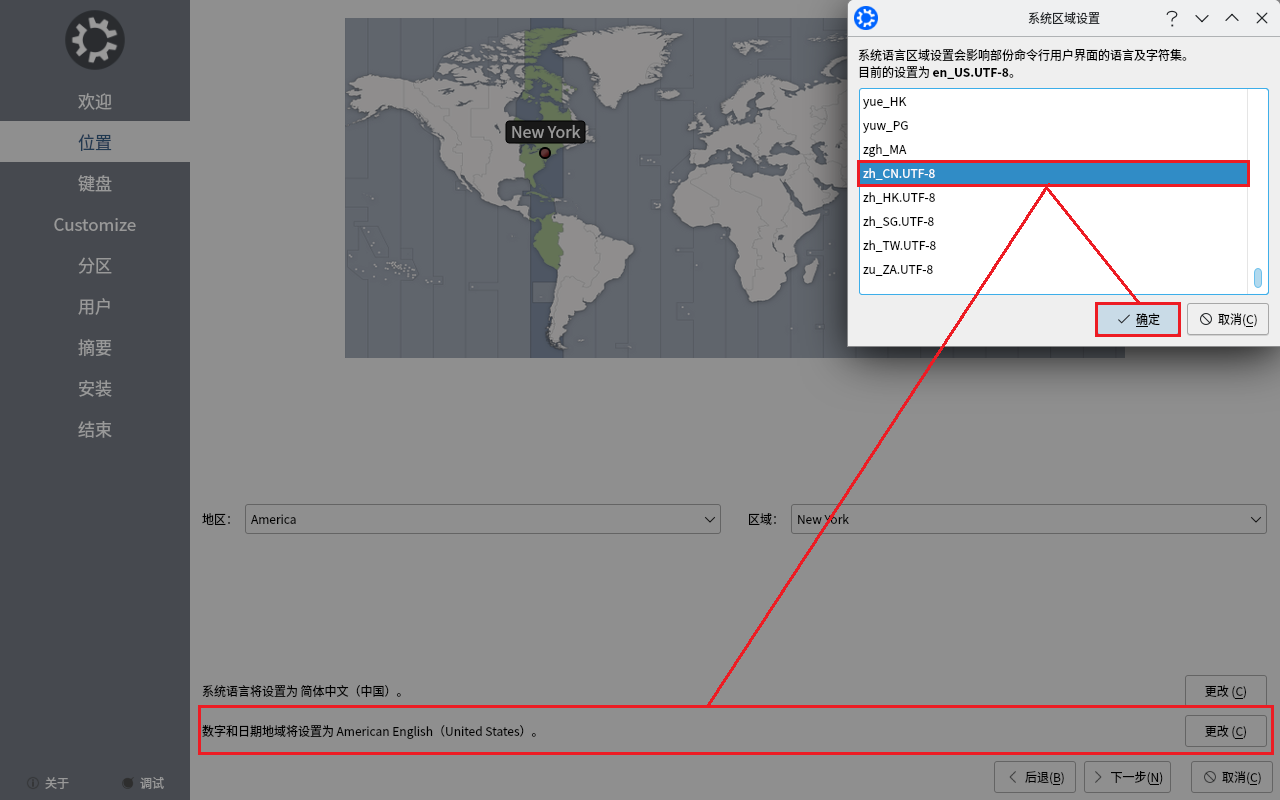 欢迎
位置
键盘
Customize
分区
用户
摘要
安装
结束
关于
调试
New York
系统区域设置
系统语言区域设置会影响部份命令行用户界面的语言及字符集。
目前的设置为 en_US.UTF-8。
yue_HK
yuw_PG
zgh_MA
zh_CN.UTF-8
zh_HK.UTF-8
zh_SG.UTF-8
zh_TW.UTF-8
zu_ZA.UTF-8
确定
取消(C)
地区： America
区域： New York
系统语言将设置为 简体中文（中国）。
更改 (C)
数字和日期地域将设置为 American English（United States）。
更改 (C)
后退(B)
下一步(N)
取消(C)